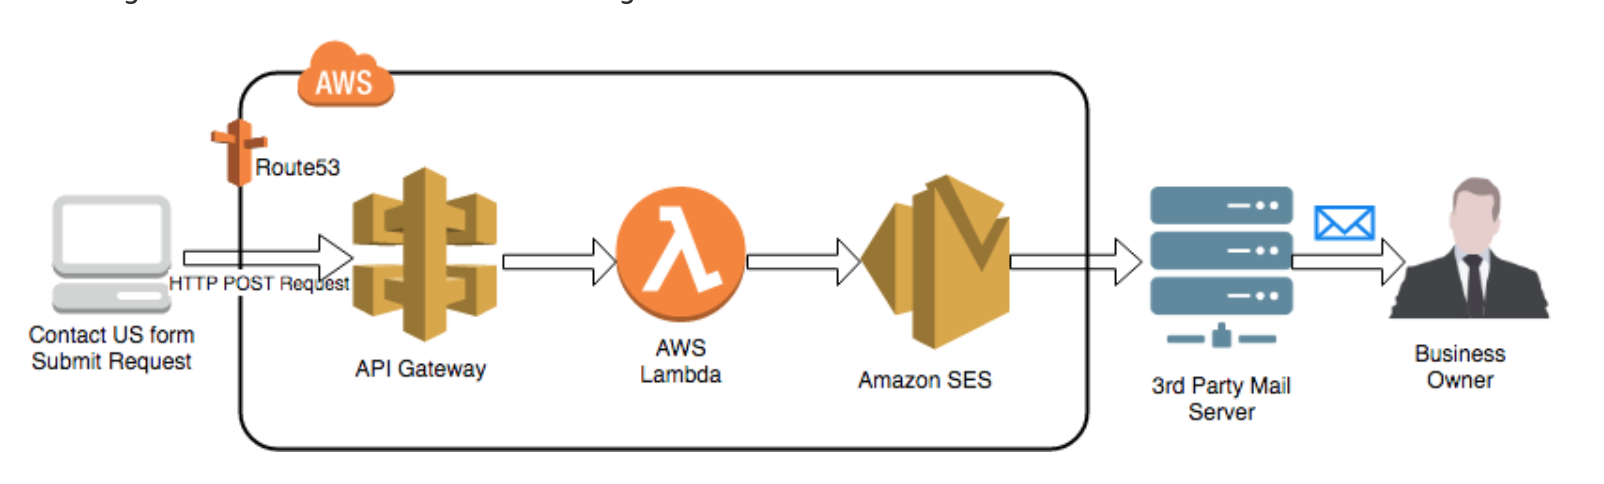 AWS
Route53
HTTP POST Request
Contact US form
Submit Request
API Gateway
AWS
Lambda
Amazon SES
3rd Party Mail
Server
Business
Owner